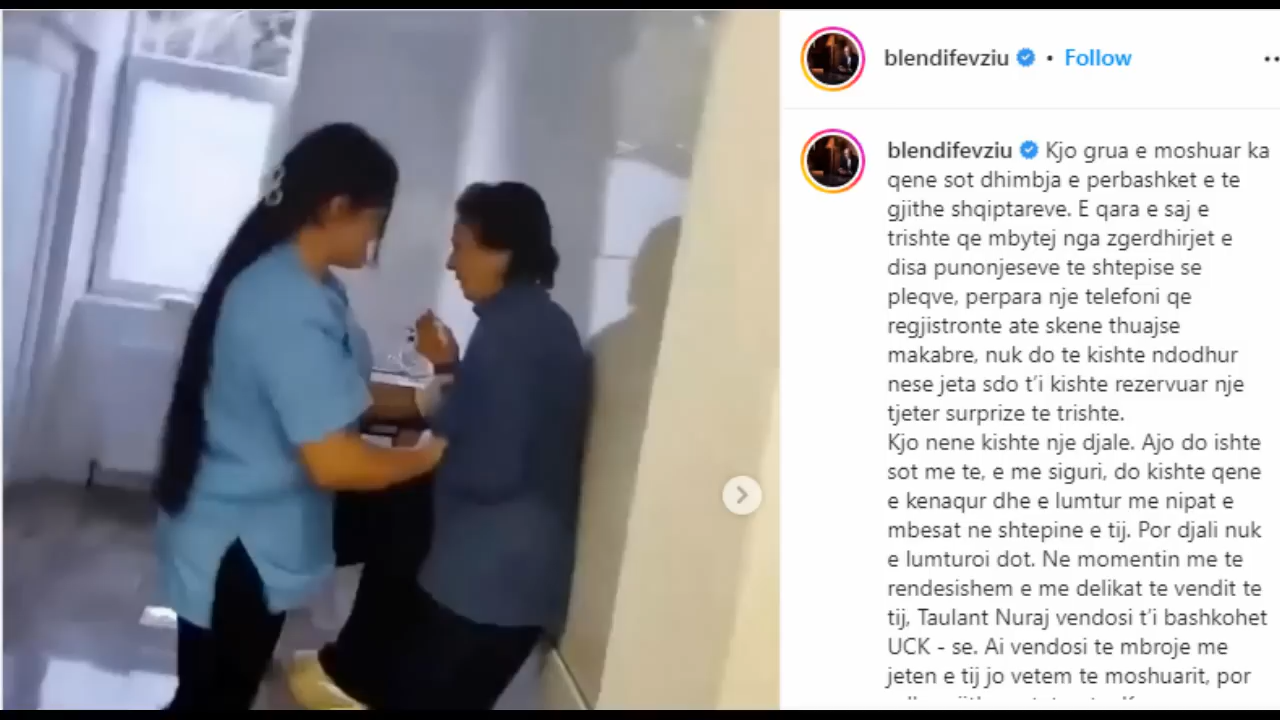 blendifevziu • Follow
blendifevziu Kjo grua e moshuar ka
qene sot dhimbja e perbashket e te
gjithe shqiptareve. E qara e saj e
trishte qe mbytej nga zgerdhirjet e
disa punonjeseve te shtepise se
pleqve, perpara nje telefoni qe
regjistronte ate skene thuajse
makabre, nuk do te kishte ndodhur
nese jeta sdo t'i kishte rezervuar nje
tjeter surprize te trishte.
Kjo nene kishte nje djale. Ajo do ishte
sot me te, e me siguri, do kishte qene
e kenaqur dhe e lumtur me nipat e
mbesat ne shtepine e tij. Por djali nuk
e lumturoi dot. Ne momentin me te
rendesishem e me delikat te vendit te
tij, Taulant Nuraj vendosi t'i bashkohet
UCK - se. Ai vendosi te mbroje me
jeten e tij jo vetem te moshuarit, por